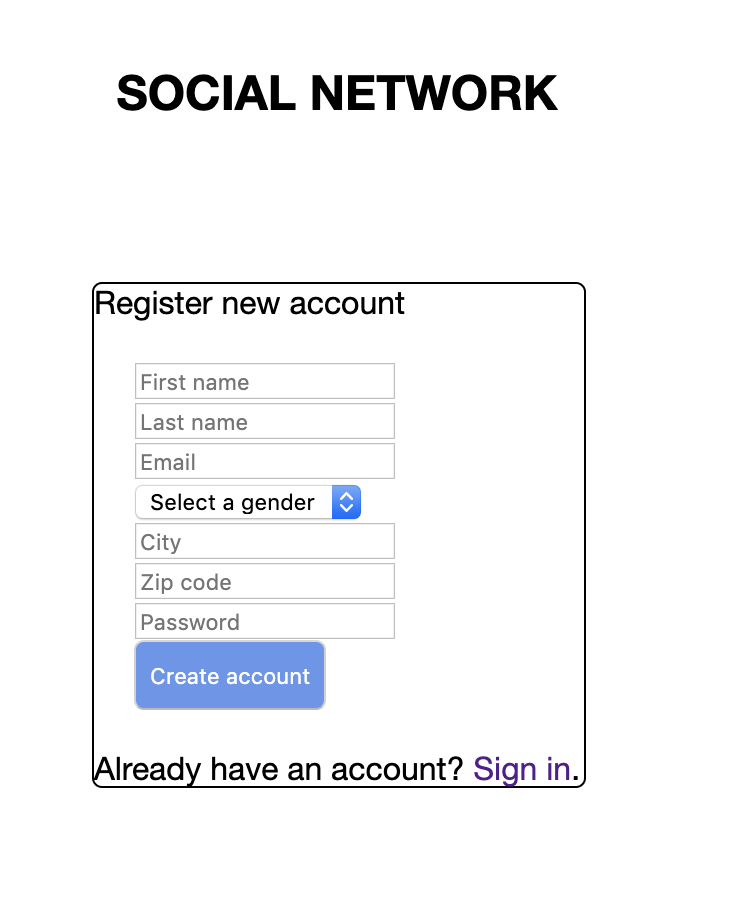 SOCIAL NETWORK
Register new account
First name
Last name
Email
Select a gender
City
Zip code
Password
Create account
Already have an account? Sign in.